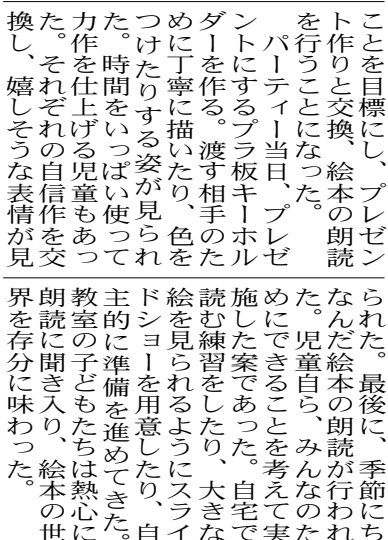 ことを目標にし、プレゼン
ト作りと交換、絵本の朗読
を行うことになった。
　パーティー当日、プレゼ
ントにするプラ板キーホル
ダーを作る。渡す相手のた
めに丁寧に描いたり、色を
つけたりする姿が見られ
た。時間をいっぱい使って
力作を仕上げる児童もあっ
た。それぞれの自信作を交
換し、嬉しそうな表情が見
られた。最後に、季節にち
なんだ絵本の朗読が行われ
た。児童自ら、みんなのた
めにできることを考えて実
施した案であった。自宅で
読む練習をしたり、大きな
絵を見られるようにスライ
ドショーを用意したり、自
主的に準備を進めてきた。
教室の子どもたちは熱心に
朗読に聞き入り、絵本の世
界を存分に味わった。